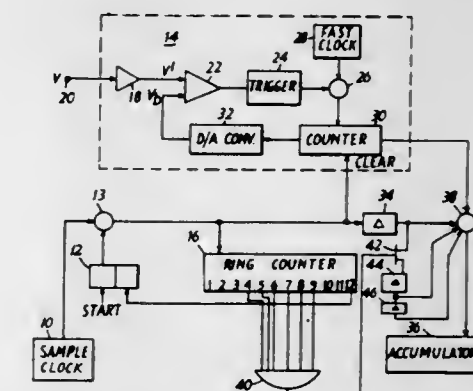 28
FAST
CLOCK
14
24
22
V
V'
20
18
V_D
TRIGGER
26
32
30
D/A CONV.
COUNTER
CLEAR
13
34
38
Δ
16
42
12
RING COUNTER
44
Δ
1 2 3 4 5 6 7 8 9 10 11 12
46
Δ
START
10
36
SAMPLE
CLOCK
ACCUMULATOR
40